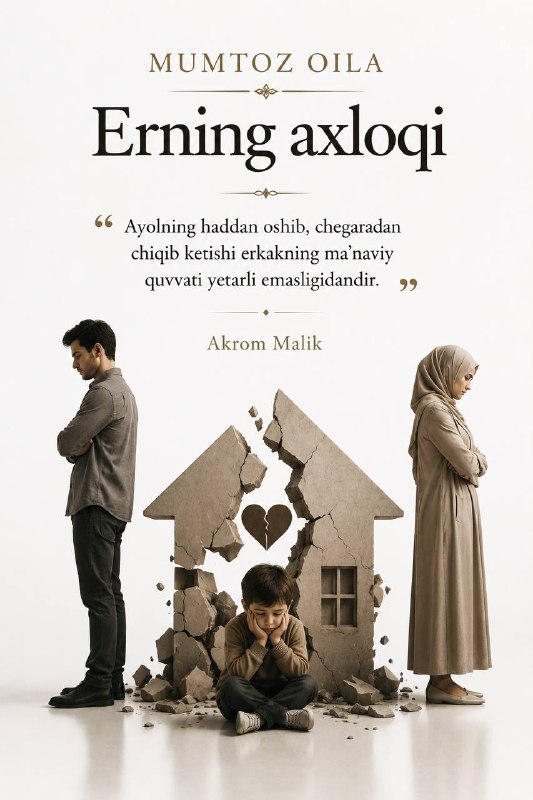 MUMTOZ OILA
Erning axloqi
“ Ayolning haddan oshib, chegaradan
chiqib ketishi erkakning ma’naviy
quvvati yetarli emasligidandir. ”
Akrom Malik